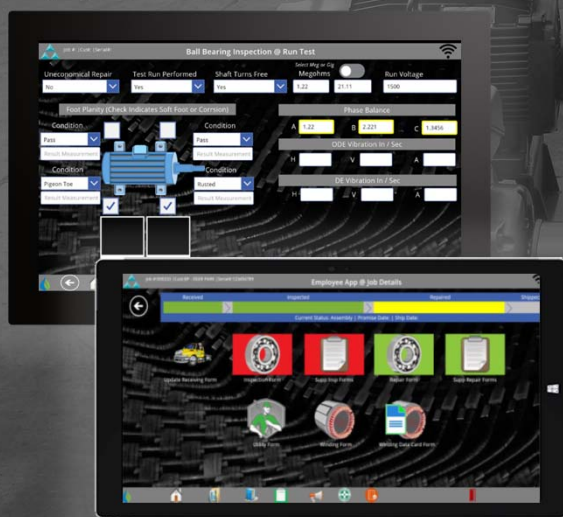 Ball Bearing Inspection @ Run Test
Uneconomical Repair
Test Run Performed
Shaft Turns Free
Select Meg or Gig
Megohms
Run Voltage
No
Yes
Yes
1.22
21.11
1500
Foot Planity (Check Indicates Soft Foot or Corrsion)
Phase Balance
Condition
Condition
A 1.22
B 2.221
C 1.3456
Pass
Pass
Result Measurement
Result Measurement
ODE Vibration In / Sec
H
V
A
Condition
Condition
DE Vibration In / Sec
Pigeon Toe
Rusted
H
V
A
Result Measurement
Result Measurement
Employee App @ Job Details
Received
Inspected
Repaired
Shipped
Current Status: Assembly | Promise Date: | Ship Date:
Update Receiving Form
Inspection Form
Supp Insp Forms
Repair Form
Supp Repair Forms
Utility Form
Winding Form
Winding Data Card Form